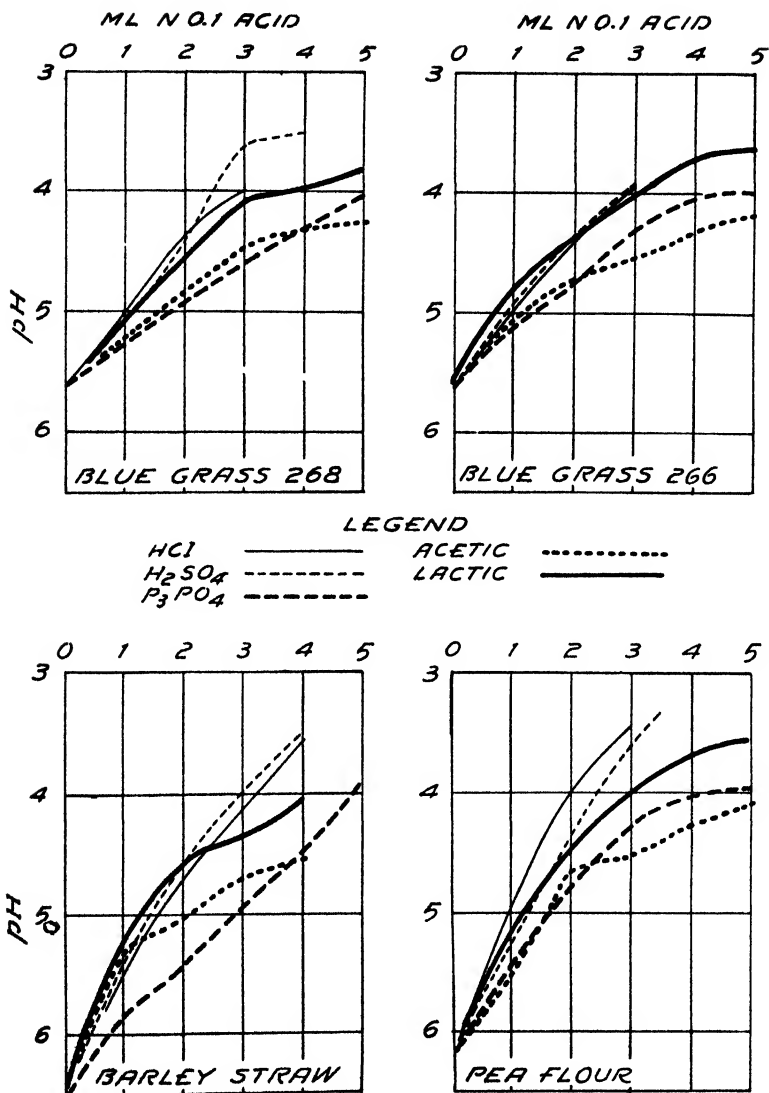 ML N 0.1 ACID
ML N 0.1 ACID
0 1 2 3 4 5
0 1 2 3 4 5
3
4
5
6
pH
3
4
5
6
BLUE GRASS 268
BLUE GRASS 266
LEGEND
HCl
ACETIC
H₂SO₄
LACTIC
P₃PO₄
0 1 2 3 4 5
0 1 2 3 4 5
3
4
5
6
pH
3
4
5
6
BARLEY STRAW
PEA FLOUR